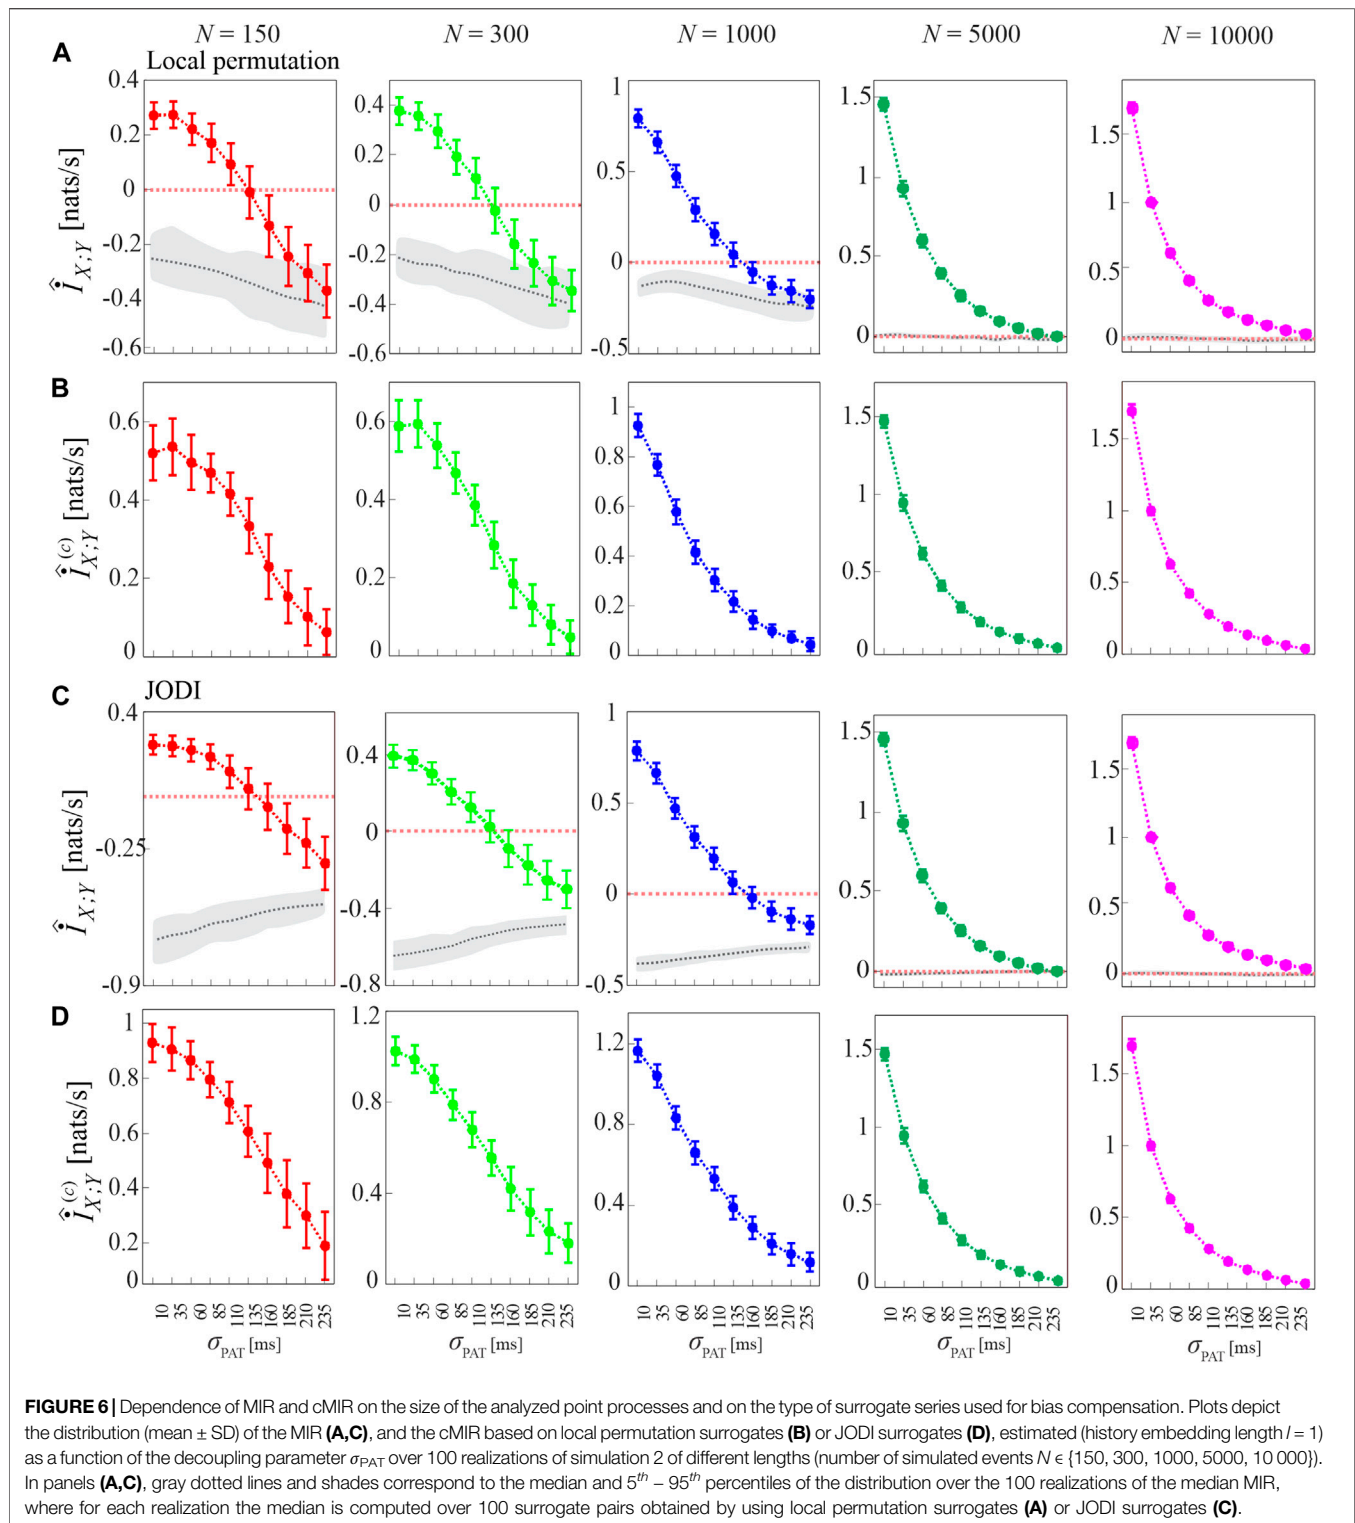 N = 150 N = 300 N = 1000 N = 5000 N = 10000
A Local permutation
0.4 0.2 0 -0.2 -0.4 -0.6
0.4 0.2 0 -0.2 -0.4 -0.6
1 0.5 0 -0.5
1.5 1 0.5 0
1.5 1 0.5 0
Î_X;Y [nats/s]
B
0.6 0.4 0.2 0
0.6 0.4 0.2 0
1 0.8 0.6 0.4 0.2 0
1.5 1 0.5 0
1.5 1 0.5 0
Î^(c)_X;Y [nats/s]
C JODI
0.4 -0.25 -0.9
0.4 0 -0.4 -0.8
1 0.5 0 -0.5
1.5 1 0.5 0
1.5 1 0.5 0
Î_X;Y [nats/s]
D
1 0.8 0.6 0.4 0.2 0
1.2 0.8 0.4 0
1.2 0.8 0.4 0
1.5 1 0.5 0
1.5 1 0.5 0
Î^(c)_X;Y [nats/s]
10 35 60 85 110 135 160 185 210 235
10 35 60 85 110 135 160 185 210 235
10 35 60 85 110 135 160 185 210 235
10 35 60 85 110 135 160 185 210 235
10 35 60 85 110 135 160 185 210 235
σPAT [ms] σPAT [ms] σPAT [ms] σPAT [ms] σPAT [ms]
FIGURE 6 | Dependence of MIR and cMIR on the size of the analyzed point processes and on the type of surrogate series used for bias compensation. Plots depict
the distribution (mean ± SD) of the MIR (A,C), and the cMIR based on local permutation surrogates (B) or JODI surrogates (D), estimated (history embedding length l = 1)
as a function of the decoupling parameter σPAT over 100 realizations of simulation 2 of different lengths (number of simulated events N ∈ {150, 300, 1000, 5000, 10 000}).
In panels (A,C), gray dotted lines and shades correspond to the median and 5th − 95th percentiles of the distribution over the 100 realizations of the median MIR,
where for each realization the median is computed over 100 surrogate pairs obtained by using local permutation surrogates (A) or JODI surrogates (C).